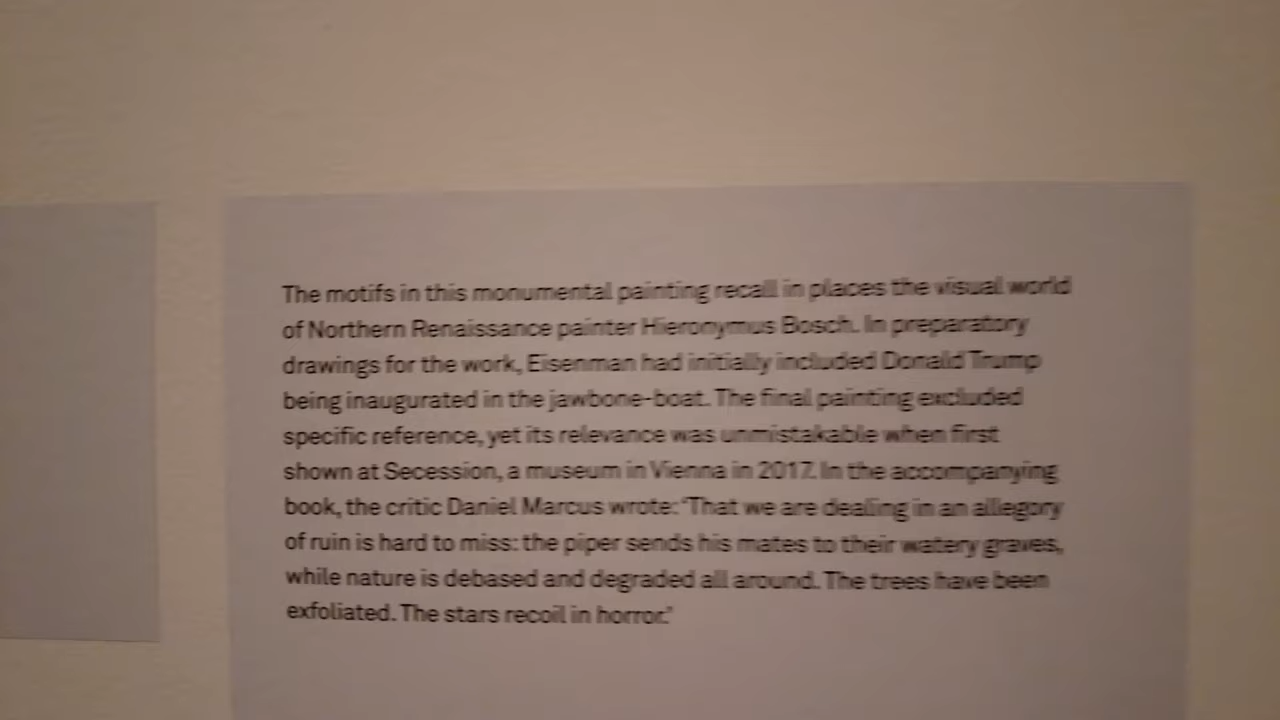 The motifs in this monumental painting recall in places the visual world
of Northern Renaissance painter Hieronymus Bosch. In preparatory
drawings for the work, Eisenman had initially included Donald Trump
being inaugurated in the jawbone-boat. The final painting excluded
specific reference, yet its relevance was unmistakable when first
shown at Secession, a museum in Vienna in 2017. In the accompanying
book, the critic Daniel Marcus wrote: ‘That we are dealing in an allegory
of ruin is hard to miss: the piper sends his mates to their watery graves,
while nature is debased and degraded all around. The trees have been
exfoliated. The stars recoil in horror.’